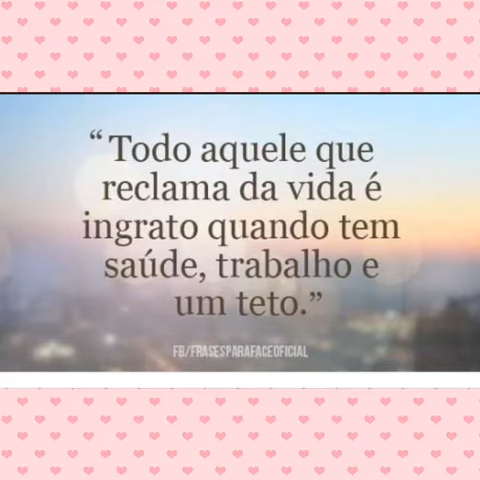 “Todo aquele que
reclama da vida é
ingrato quando tem
saúde, trabalho e
um teto.”
FB/FRASESPARAFACEOFICIAL